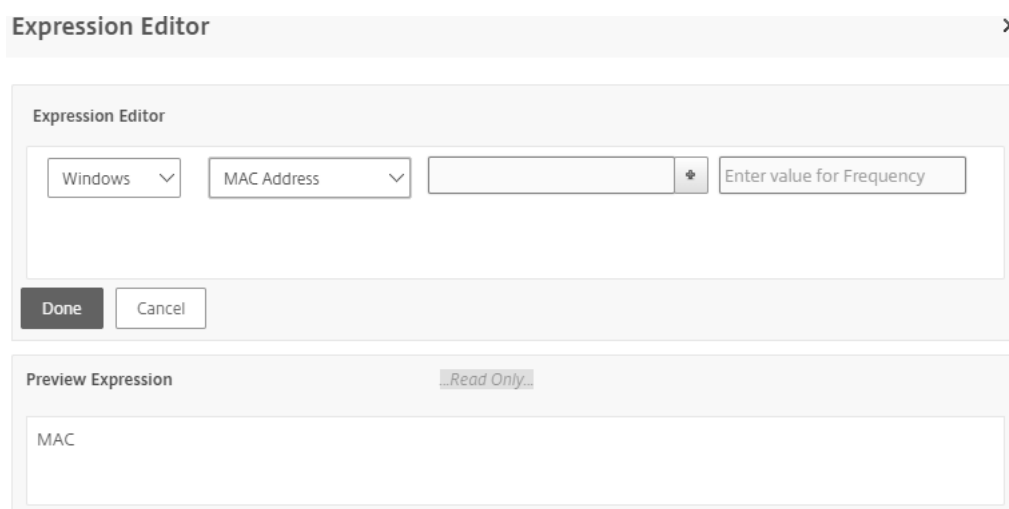 Expression Editor
Expression Editor
Windows MAC Address Enter value for Frequency
Done Cancel
Preview Expression ...Read Only...
MAC